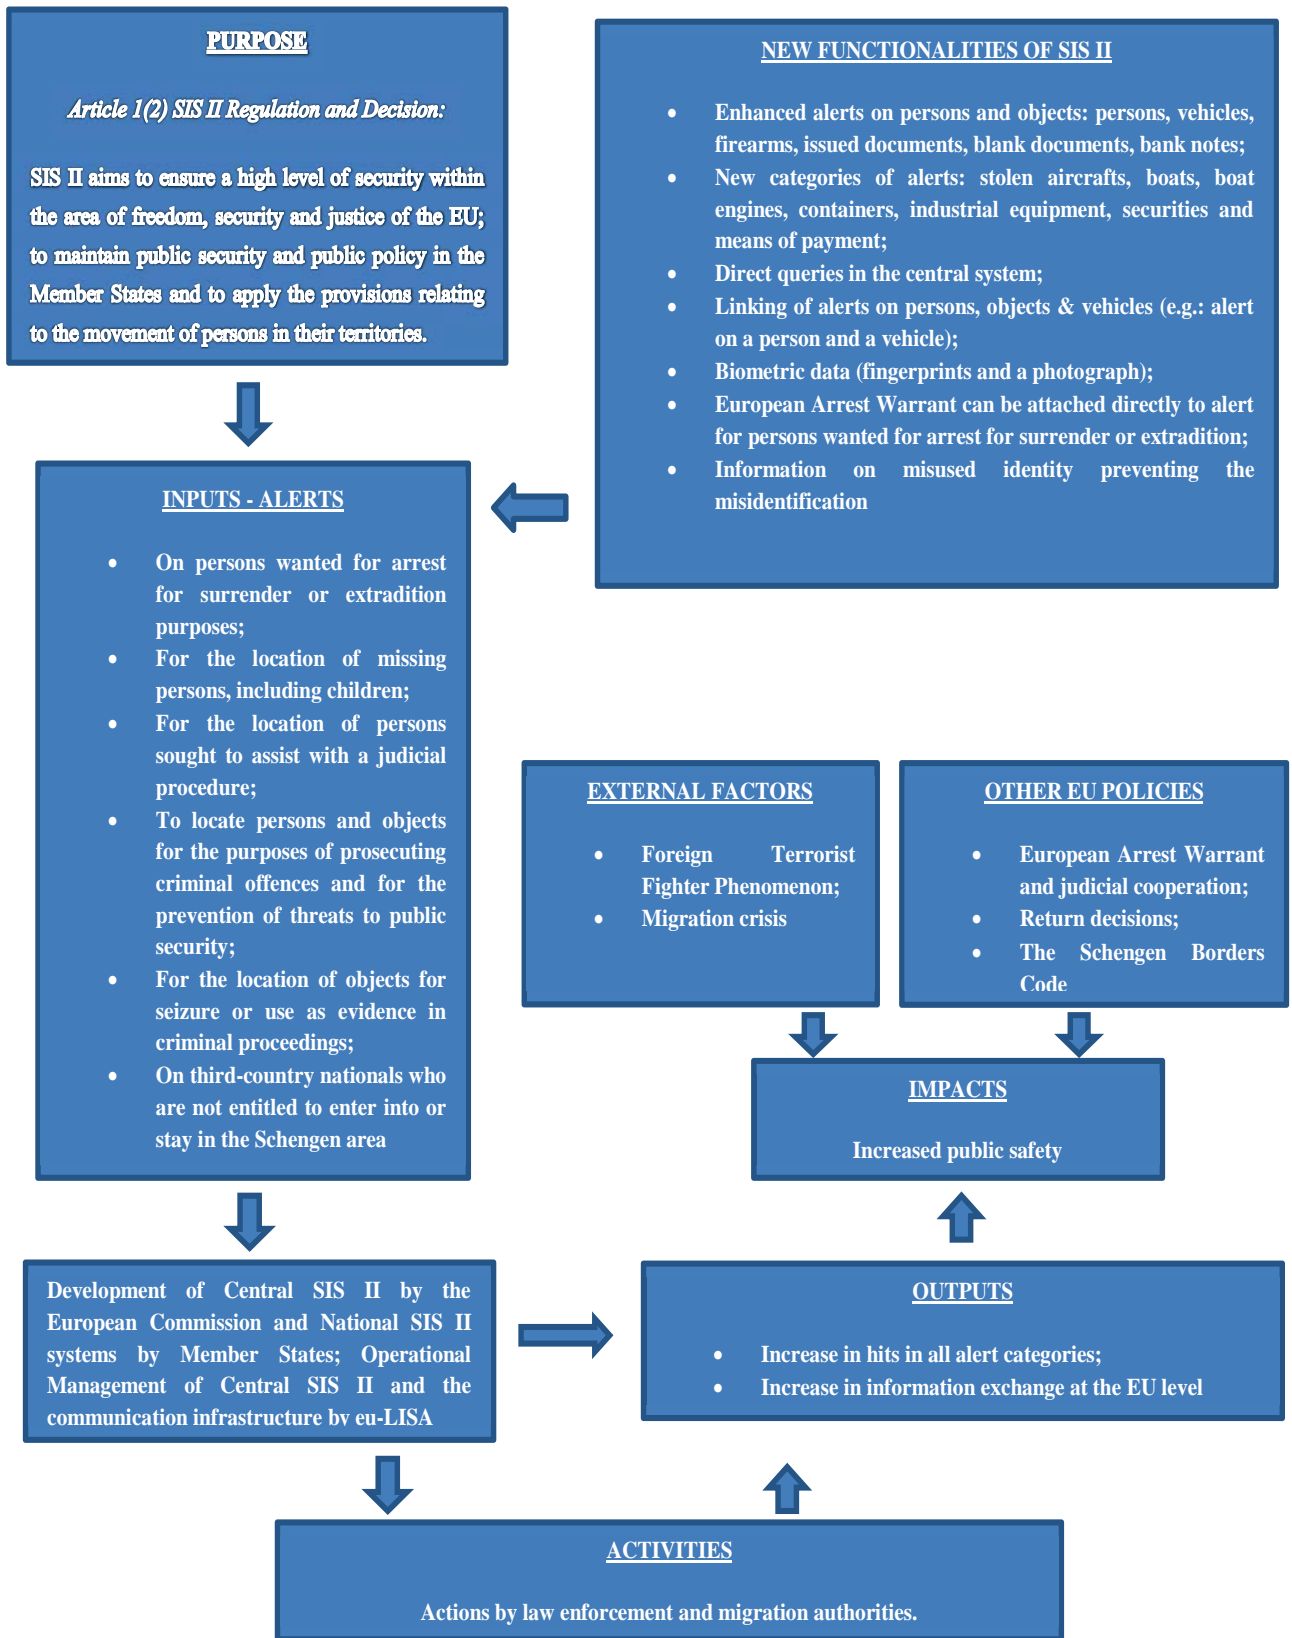 PURPOSE
Article 1(2) SIS II Regulation and Decision:
SIS II aims to ensure a high level of security within
the area of freedom, security and justice of the EU;
to maintain public security and public policy in the
Member States and to apply the provisions relating
to the movement of persons in their territories.
NEW FUNCTIONALITIES OF SIS II
• Enhanced alerts on persons and objects: persons, vehicles,
firearms, issued documents, blank documents, bank notes;
• New categories of alerts: stolen aircrafts, boats, boat
engines, containers, industrial equipment, securities and
means of payment;
• Direct queries in the central system;
• Linking of alerts on persons, objects & vehicles (e.g.: alert
on a person and a vehicle);
• Biometric data (fingerprints and a photograph);
• European Arrest Warrant can be attached directly to alert
for persons wanted for arrest for surrender or extradition;
• Information on misused identity preventing the
misidentification
INPUTS - ALERTS
• On persons wanted for arrest
for surrender or extradition
purposes;
• For the location of missing
persons, including children;
• For the location of persons
sought to assist with a judicial
procedure;
• To locate persons and objects
for the purposes of prosecuting
criminal offences and for the
prevention of threats to public
security;
• For the location of objects for
seizure or use as evidence in
criminal proceedings;
• On third-country nationals who
are not entitled to enter into or
stay in the Schengen area
EXTERNAL FACTORS
• Foreign Terrorist
Fighter Phenomenon;
• Migration crisis
OTHER EU POLICIES
• European Arrest Warrant
and judicial cooperation;
• Return decisions;
• The Schengen Borders
Code
IMPACTS
Increased public safety
Development of Central SIS II by the
European Commission and National SIS II
systems by Member States; Operational
Management of Central SIS II and the
communication infrastructure by eu-LISA
OUTPUTS
• Increase in hits in all alert categories;
• Increase in information exchange at the EU level
ACTIVITIES
Actions by law enforcement and migration authorities.